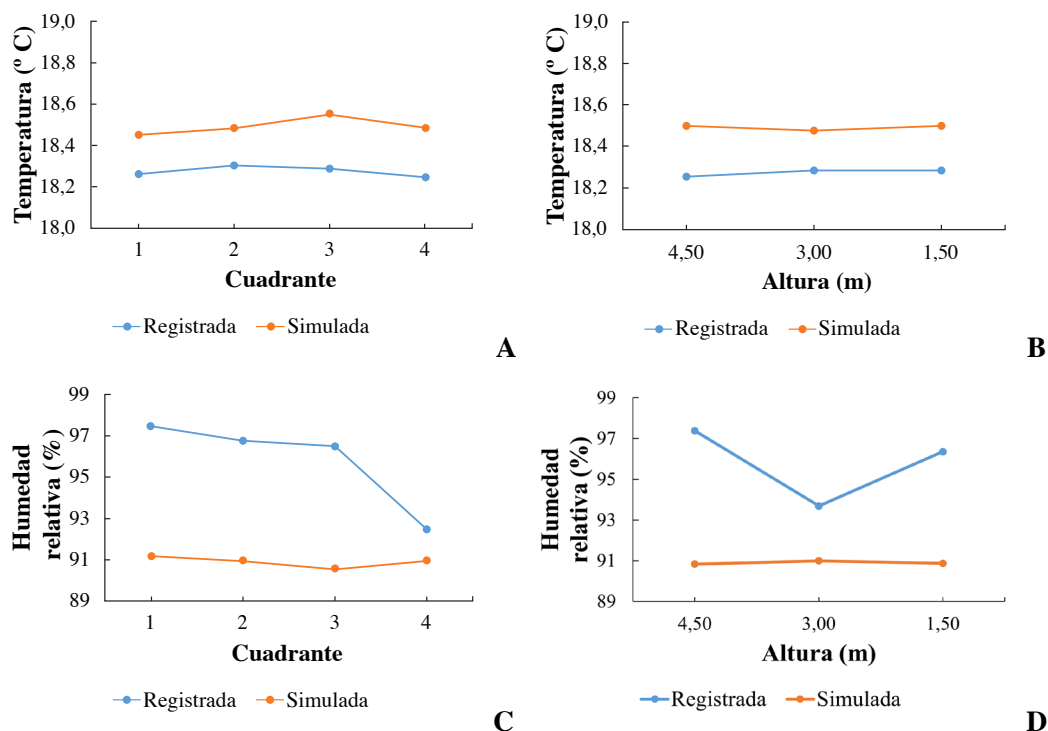 19,0
18,8
18,6
18,4
18,2
18,0
Temperatura (º C)
1 2 3 4
Cuadrante
Registrada Simulada
A
19,0
18,8
18,6
18,4
18,2
18,0
Temperatura (º C)
4,50 3,00 1,50
Altura (m)
Registrada Simulada
B
99
97
95
93
91
89
Humedad
relativa (%)
1 2 3 4
Cuadrante
Registrada Simulada
C
99
97
95
93
91
89
Humedad
relativa (%)
4,50 3,00 1,50
Altura (m)
Registrada Simulada
D